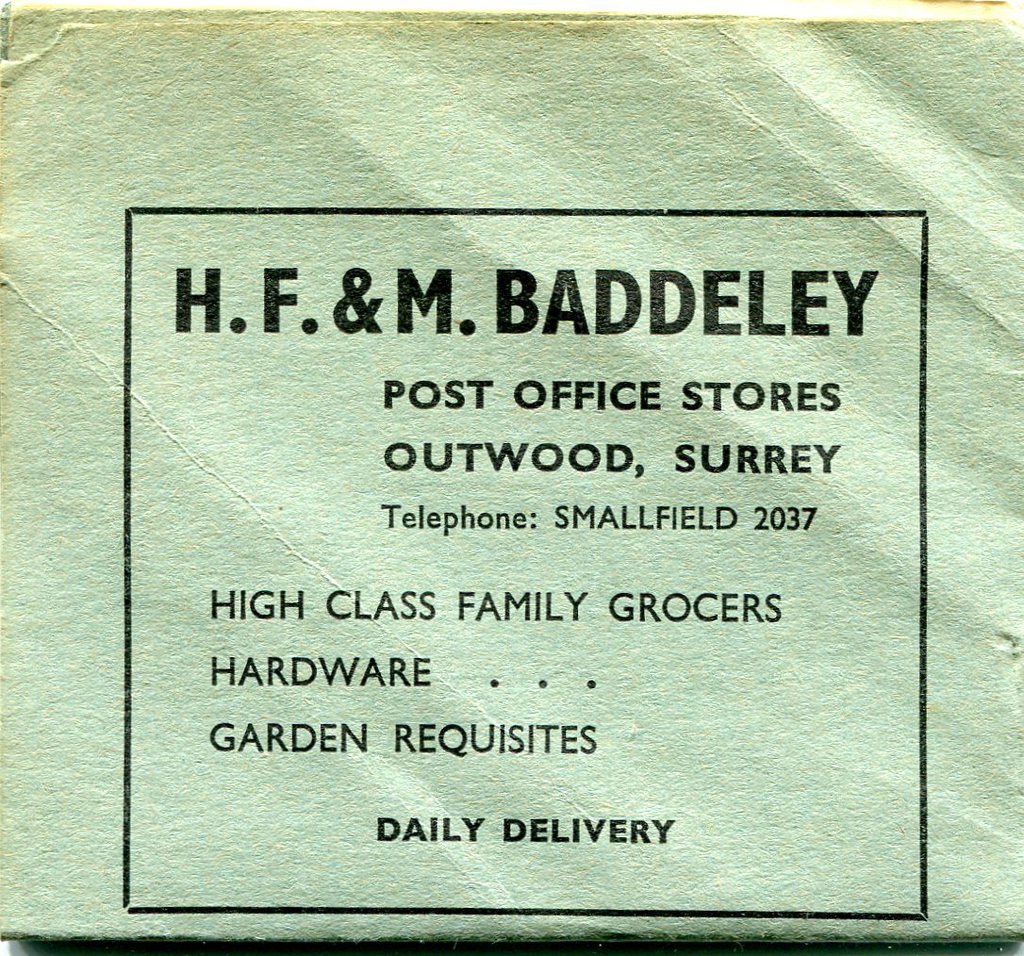 H. F. & M. BADDELEY
POST OFFICE STORES
OUTWOOD, SURREY
Telephone: SMALLFIELD 2037
HIGH CLASS FAMILY GROCERS
HARDWARE . . .
GARDEN REQUISITES
DAILY DELIVERY